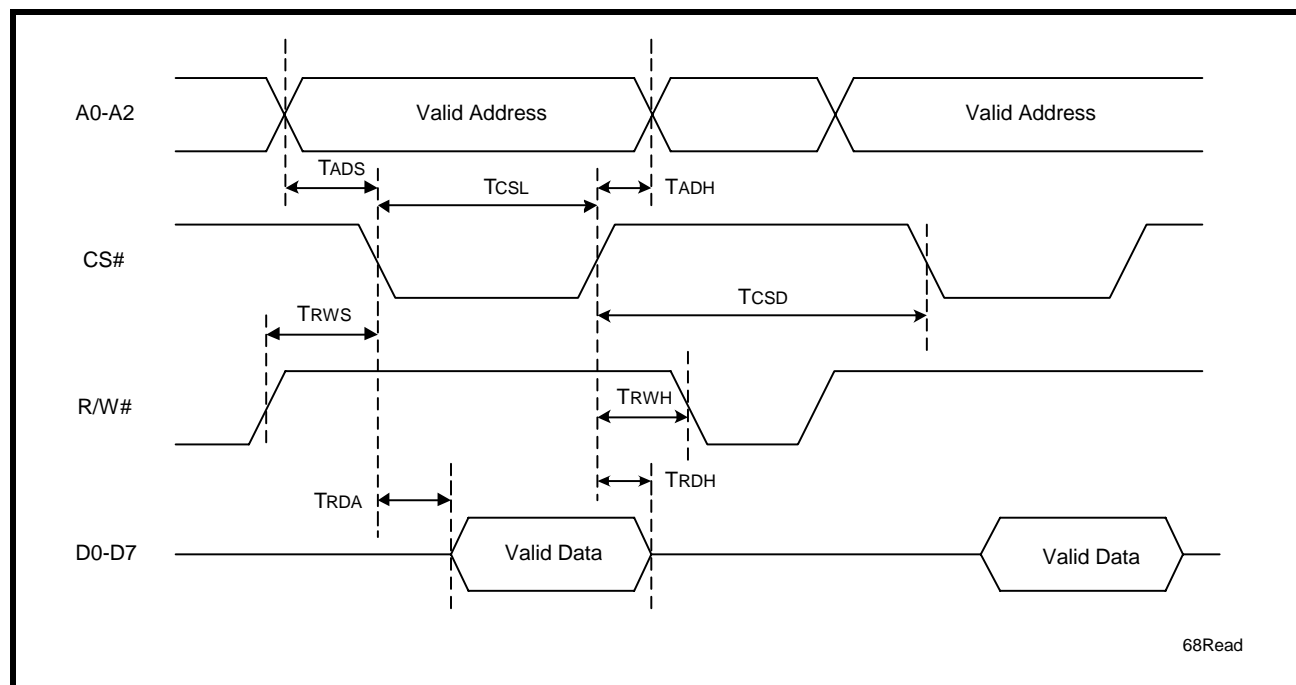 A0-A2
Valid Address
Valid Address
TADS
TCSL
TADH
CS#
TCSD
TRWS
R/W#
TRWH
TRDA
TRDH
D0-D7
Valid Data
Valid Data
68Read